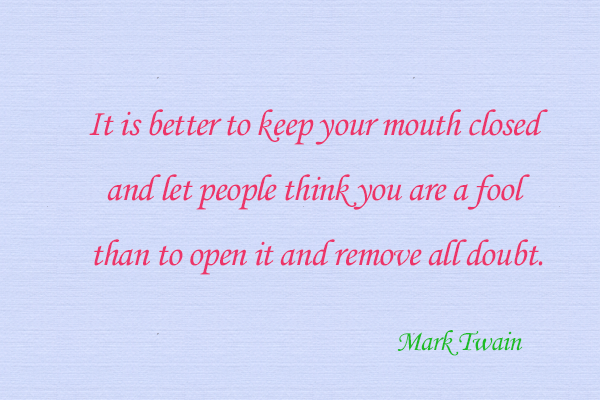 It is better to keep your mouth closed
and let people think you are a fool
than to open it and remove all doubt.
Mark Twain